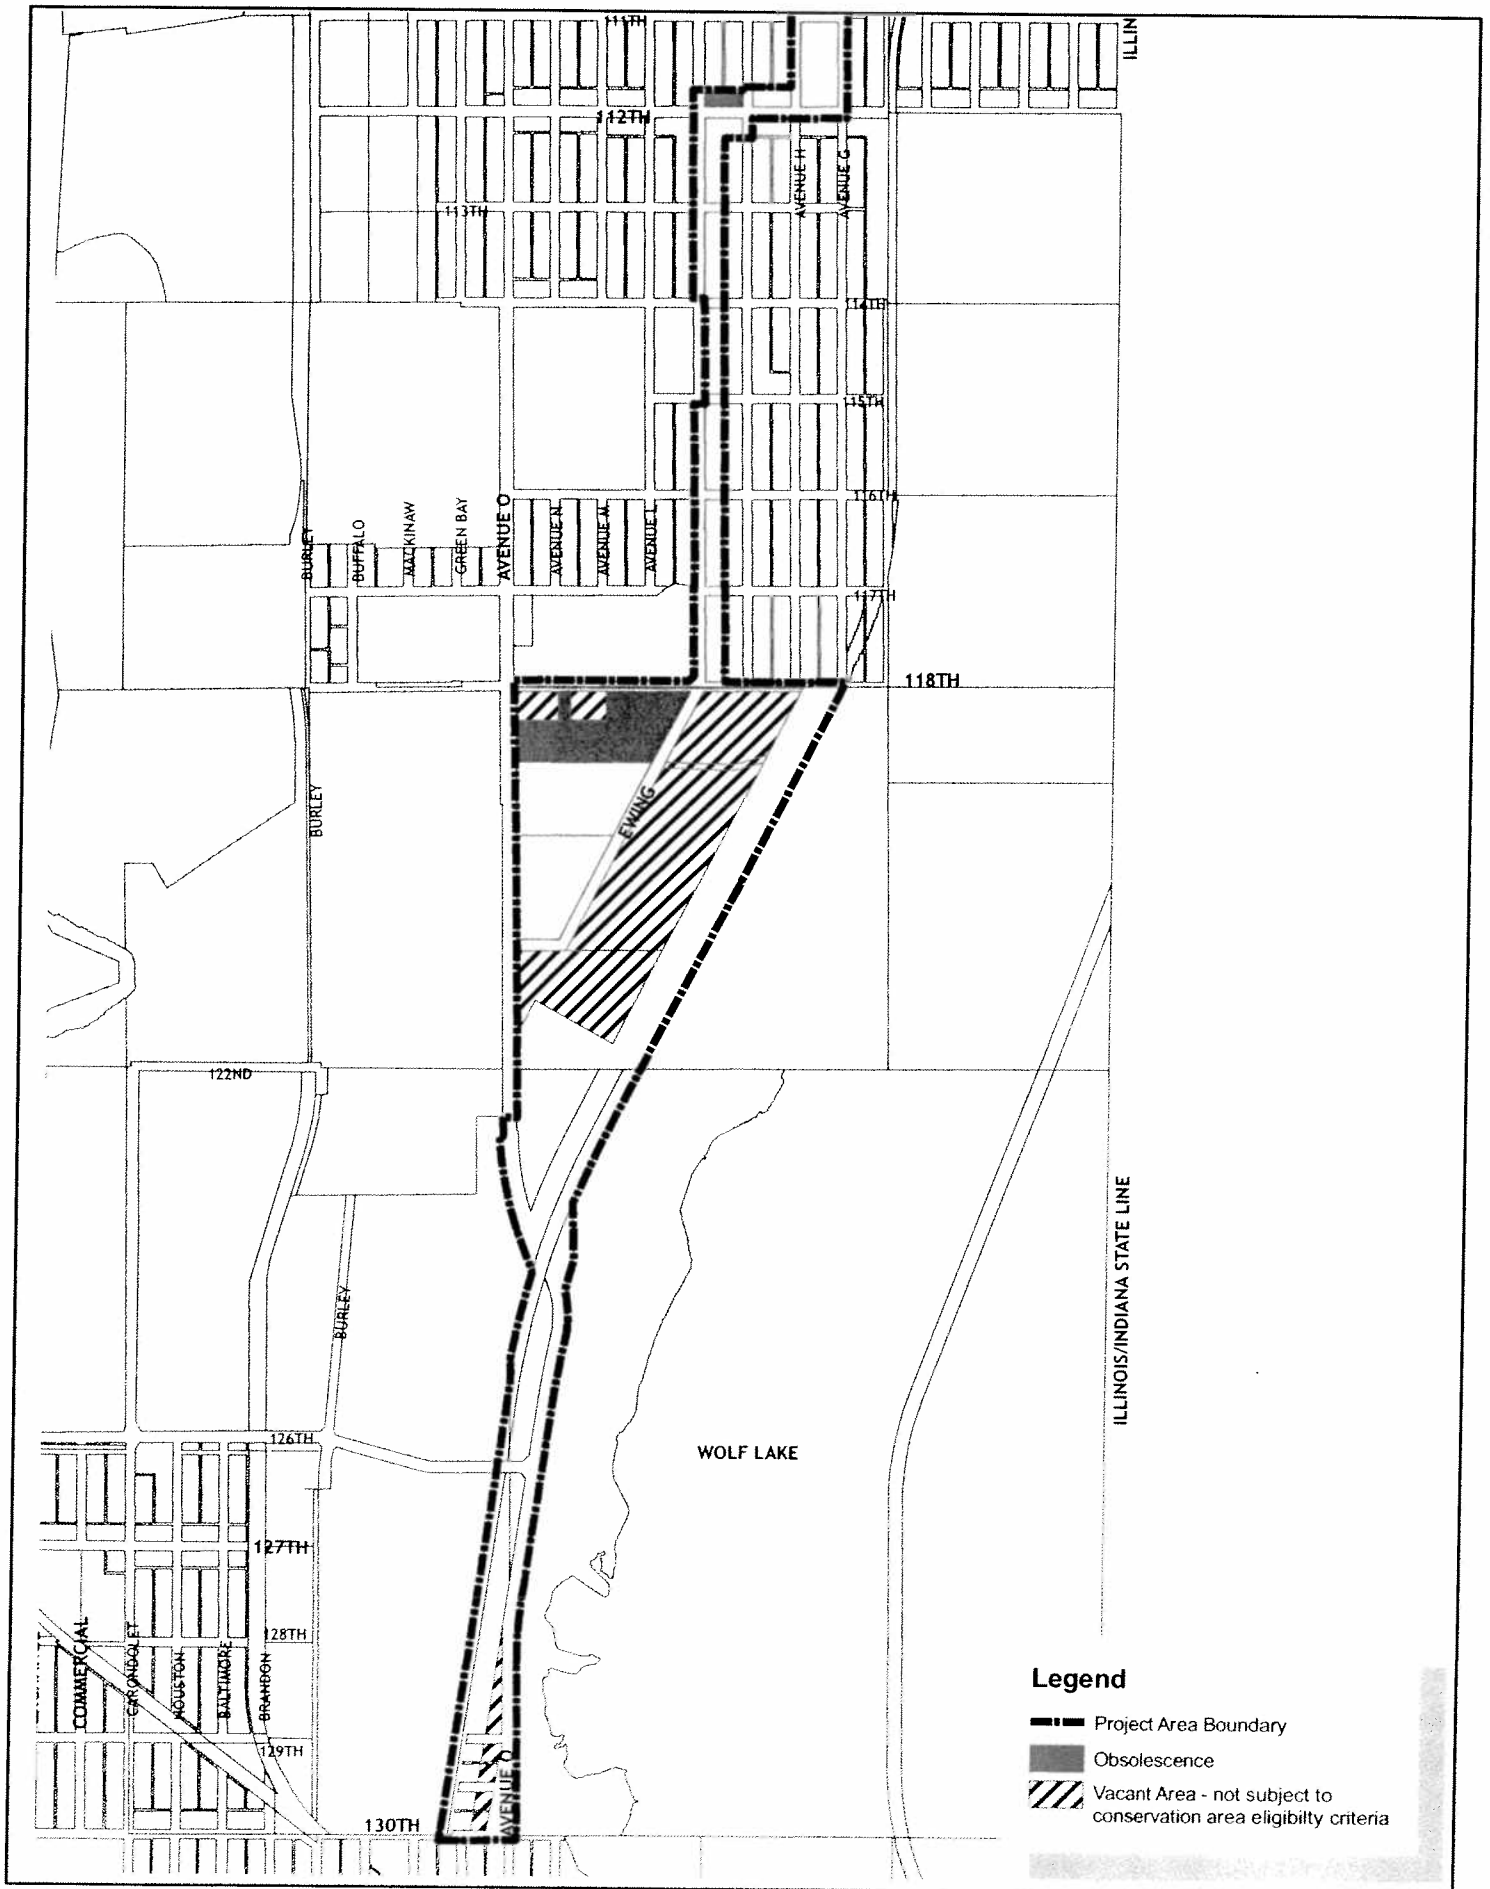 111TH
ILLIN
112TH
AVENUE H
AVENUE G
113TH
114TH
115TH
116TH
BURLEY
BUFFALO
MACKINAW
GREEN BAY
AVENUE O
AVENUE N
AVENUE M
AVENUE L
117TH
118TH
BURLEY
EWING
122ND
BURLEY
ILLINOIS/INDIANA STATE LINE
126TH
WOLF LAKE
127TH
128TH
COMMERCIAL
CARONDOLET
HOUSTON
BALTIMORE
BRANDON
129TH
AVENUE O
130TH
Legend
Project Area Boundary
Obsolescence
Vacant Area - not subject to
conservation area eligibilty criteria